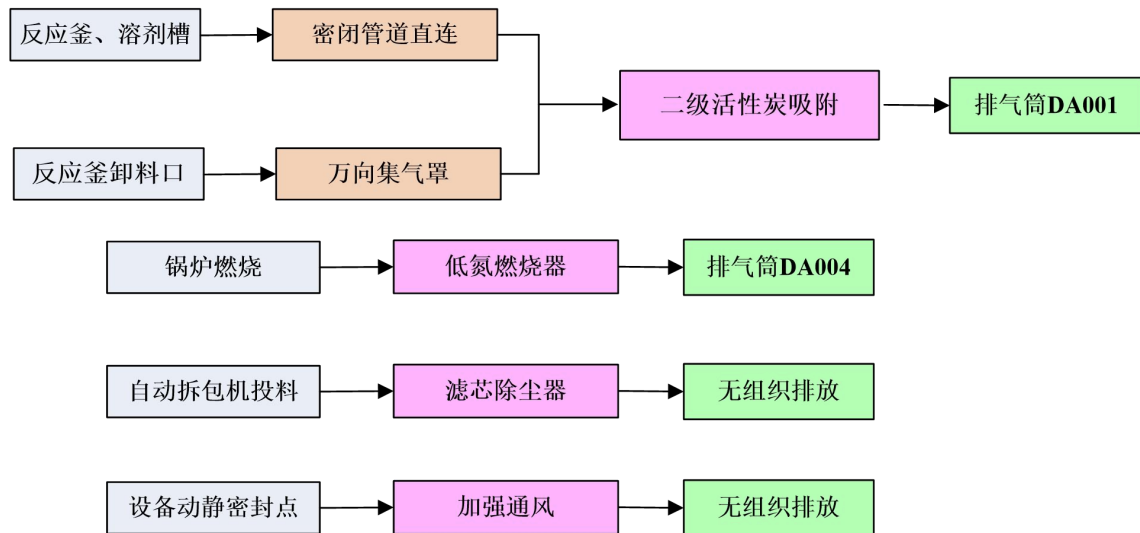 反应釜、溶剂槽
密闭管道直连
二级活性炭吸附
排气筒DA001
反应釜卸料口
万向集气罩
锅炉燃烧
低氮燃烧器
排气筒DA004
自动拆包机投料
滤芯除尘器
无组织排放
设备动静密封点
加强通风
无组织排放